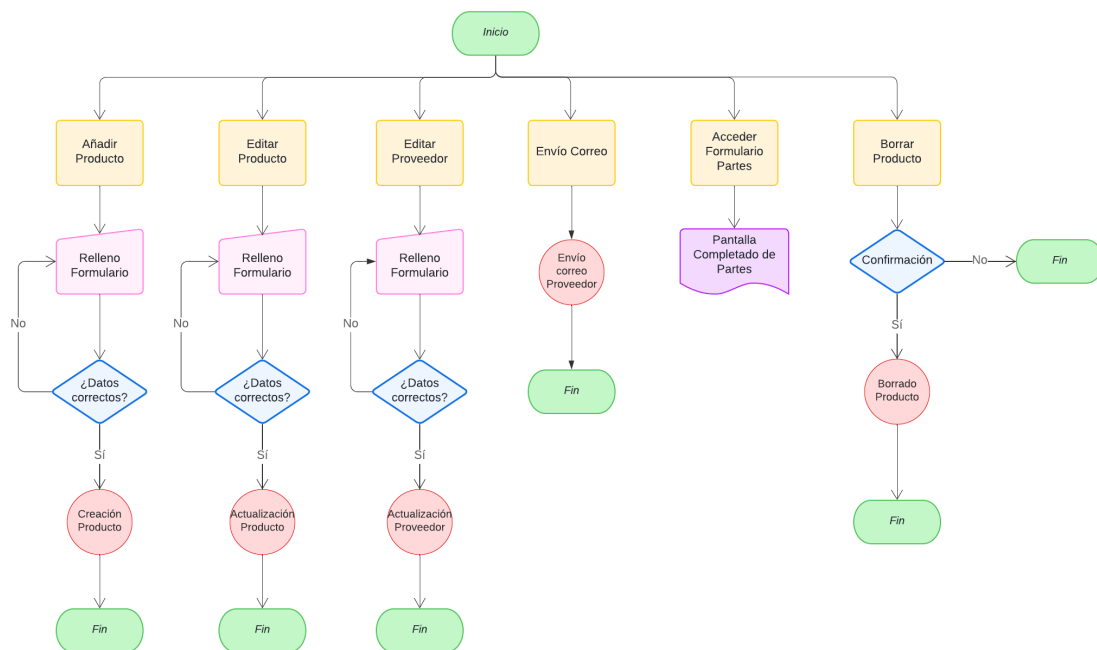 Inicio
Añadir
Producto
Editar
Producto
Editar
Proveedor
Envío Correo
Acceder
Formulario
Partes
Borrar
Producto
Relleno
Formulario
Relleno
Formulario
Relleno
Formulario
Envío
correo
Proveedor
Pantalla
Completado de
Partes
Confirmación
No
Fin
No
No
No
Sí
¿Datos
correctos?
¿Datos
correctos?
¿Datos
correctos?
Fin
Borrado
Producto
Sí
Sí
Sí
Creación
Producto
Actualización
Producto
Actualización
Proveedor
Fin
Fin
Fin
Fin